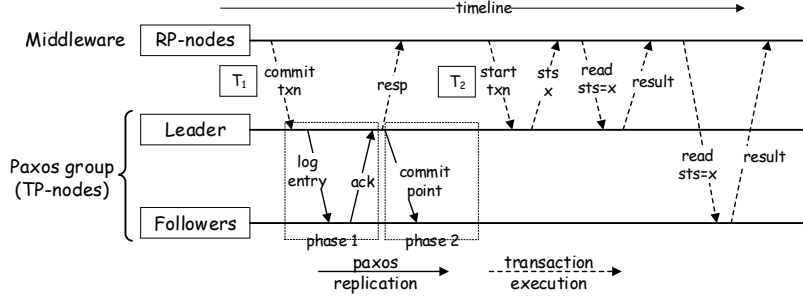 timeline
Middleware
RP-nodes
T1
commit
txn
resp
T2
start
txn
sts
x
read
sts=x
result
Leader
Paxos group
(TP-nodes)
log
entry
ack
commit
point
read
sts=x
result
Followers
phase 1
phase 2
paxos
replication
transaction
execution